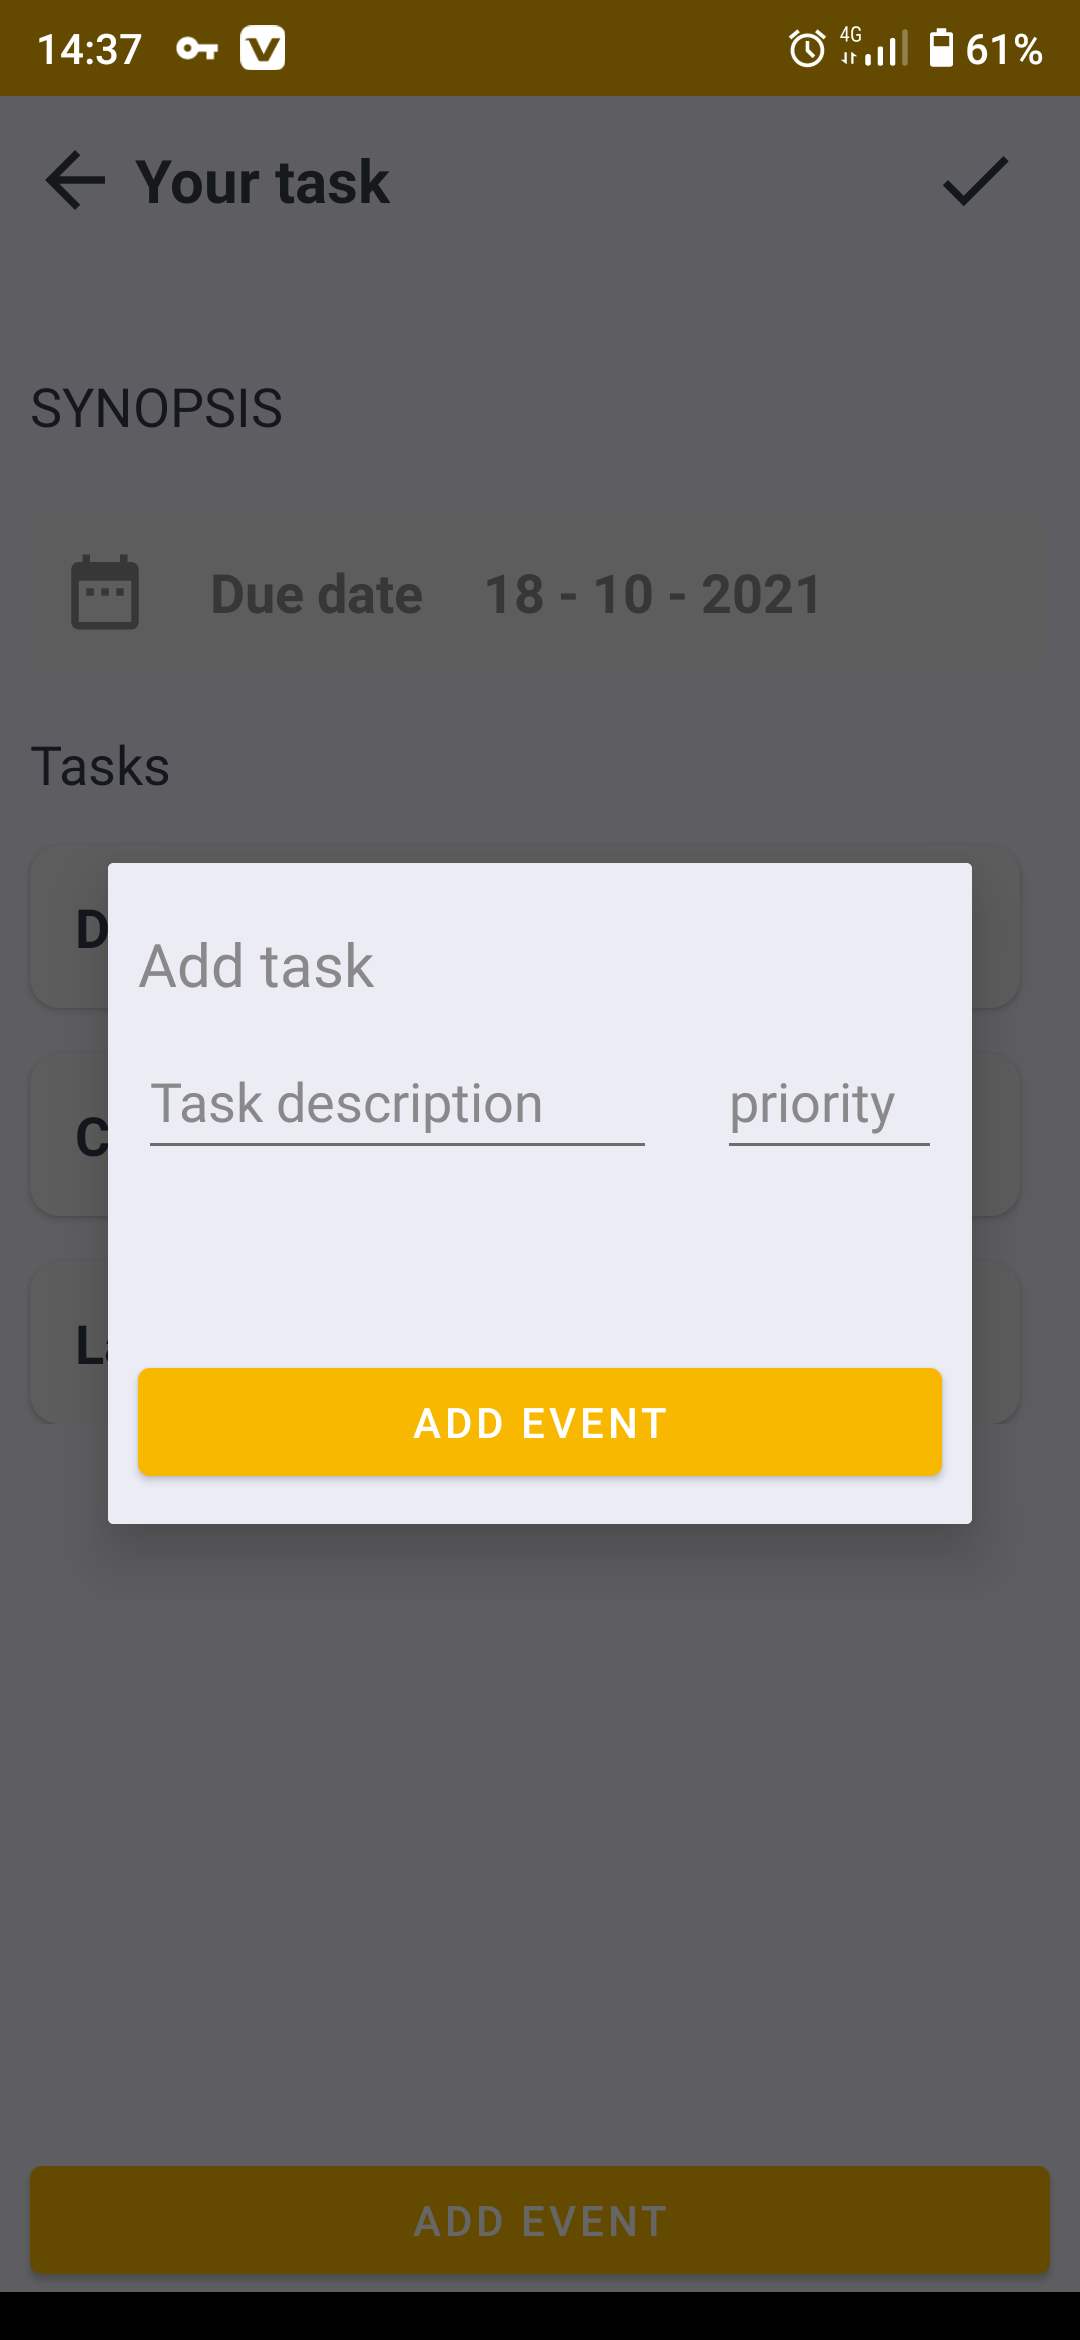 14:37 4G 61%
Your task
SYNOPSIS
Due date 18 - 10 - 2021
Tasks
Add task
Task description priority
ADD EVENT
ADD EVENT